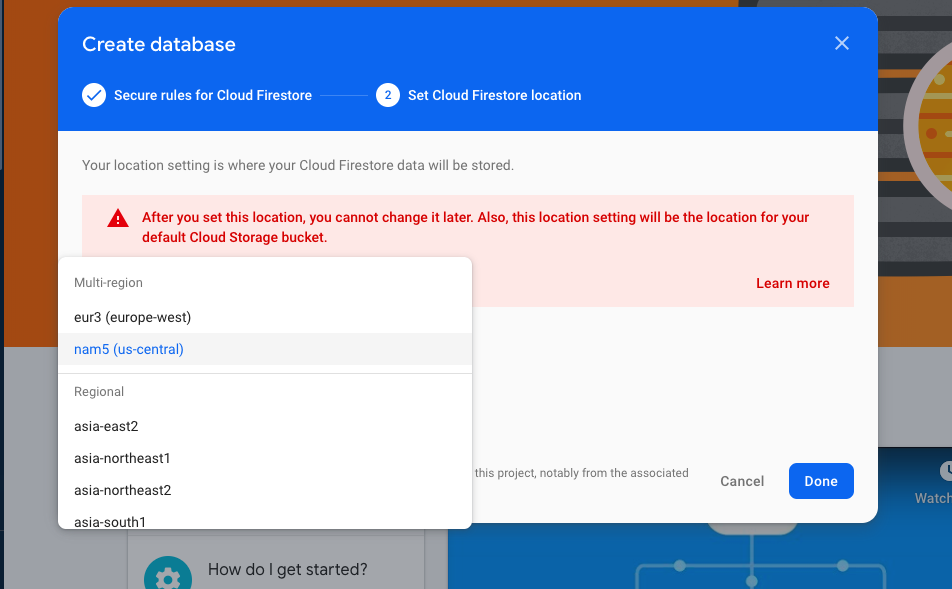 Create database
Secure rules for Cloud Firestore
2
Set Cloud Firestore location
Your location setting is where your Cloud Firestore data will be stored.
After you set this location, you cannot change it later. Also, this location setting will be the location for your
default Cloud Storage bucket.
Learn more
Multi-region
eur3 (europe-west)
nam5 (us-central)
Regional
asia-east2
asia-northeast1
asia-northeast2
asia-south1
this project, notably from the associated
Cancel
Done
How do I get started?